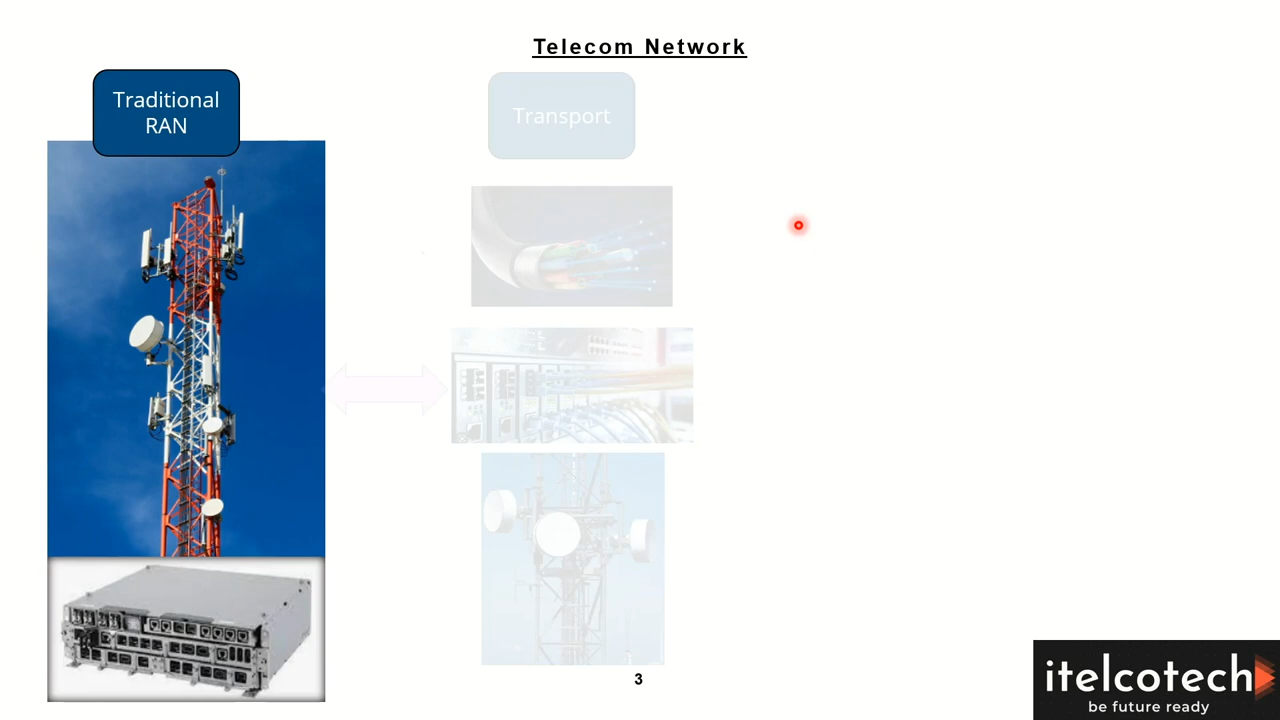 Telecom Network
Traditional
RAN
Transport
3
itelcotech
be future ready